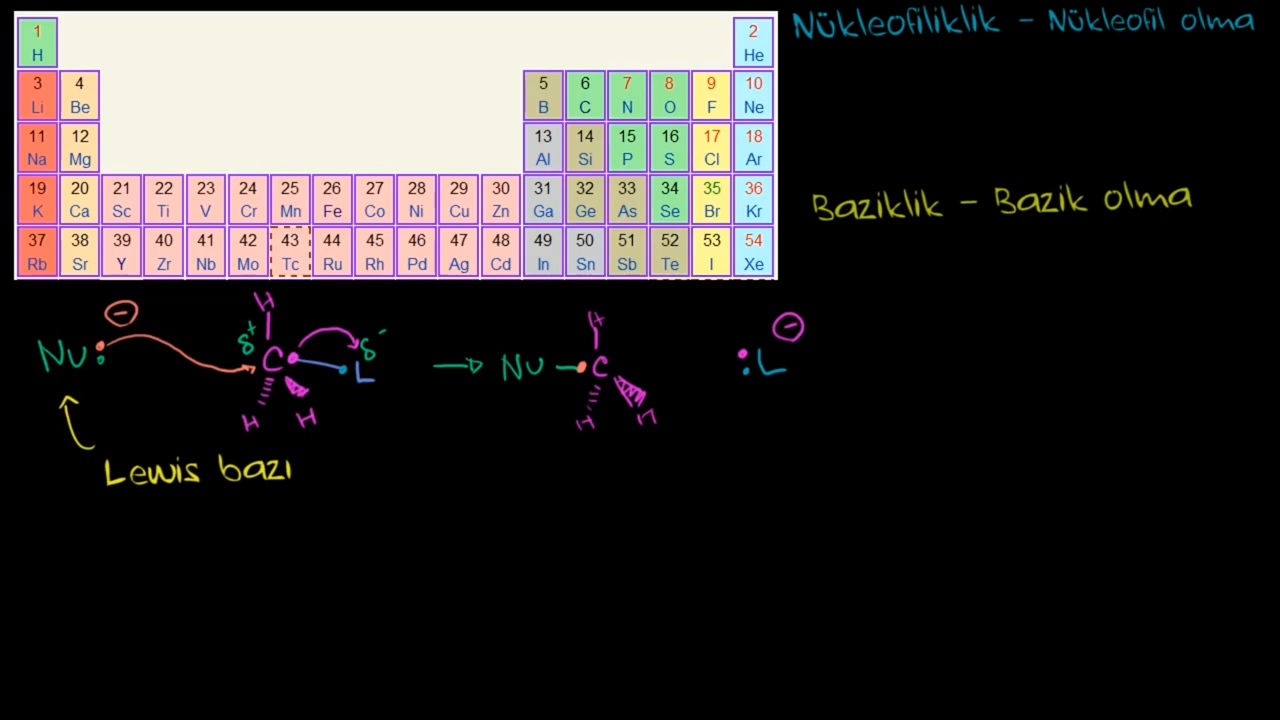 Nükleofiliklik - Nükleofil olma
1 2
H He
3 4 5 6 7 8 9 10
Li Be B C N O F Ne
11 12 13 14 15 16 17 18
Na Mg Al Si P S Cl Ar
19 20 21 22 23 24 25 26 27 28 29 30 31 32 33 34 35 36
K Ca Sc Ti V Cr Mn Fe Co Ni Cu Zn Ga Ge As Se Br Kr
37 38 39 40 41 42 43 44 45 46 47 48 49 50 51 52 53 54
Rb Sr Y Zr Nb Mo Tc Ru Rh Pd Ag Cd In Sn Sb Te I Xe
Baziklik - Bazik olma
H H
Nu: − δ+ C δ- L → Nu - C :L −
H H H H
Lewis bazı